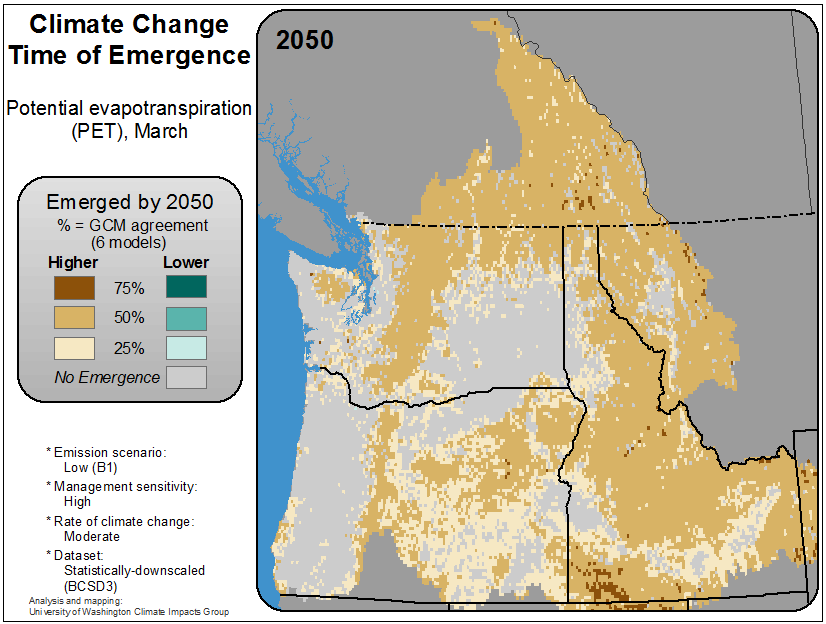 Climate Change
Time of Emergence
Potential evapotranspiration
(PET), March
Emerged by 2050
% = GCM agreement
(6 models)
Higher Lower
75%
50%
25%
No Emergence
* Emission scenario:
Low (B1)
* Management sensitivity:
High
* Rate of climate change:
Moderate
* Dataset:
Statistically-downscaled
(BCSD3)
Analysis and mapping:
University of Washington Climate Impacts Group
2050